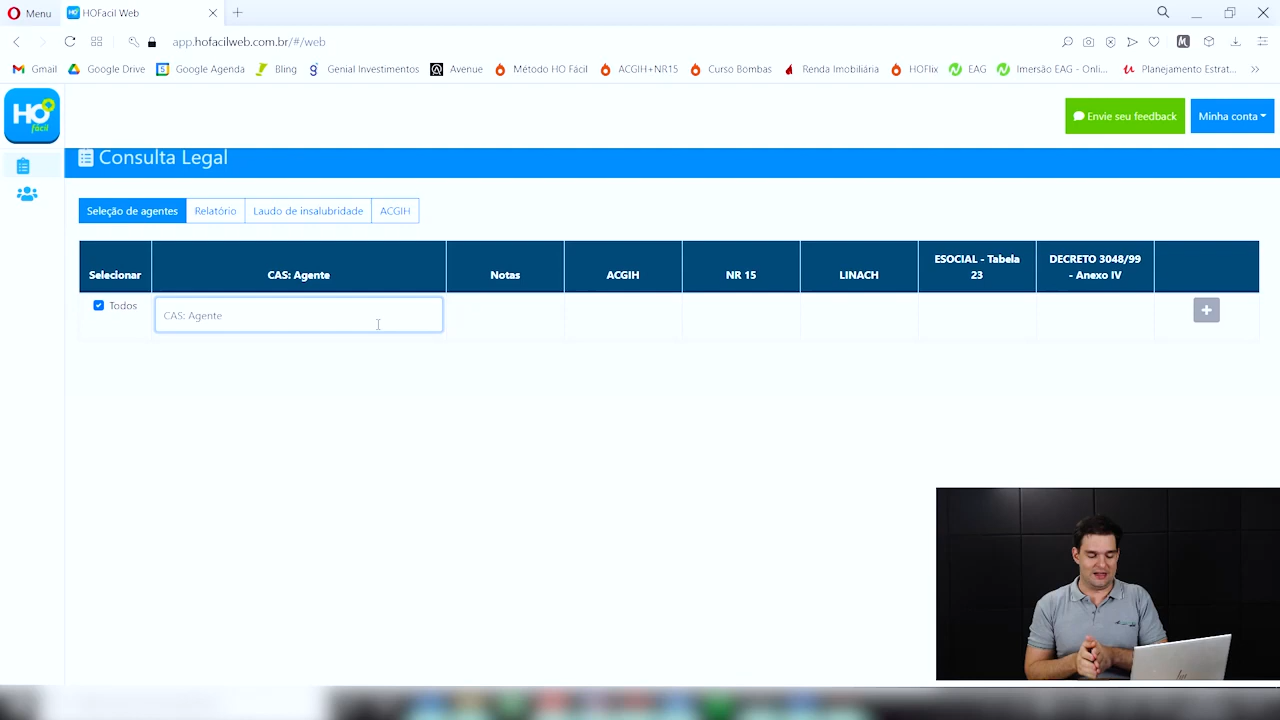 Menu
HOFacil Web
app.hofacilweb.com.br/#/web
Gmail
Google Drive
Google Agenda
Bling
Genial Investimentos
Avenue
Método HO Fácil
ACGIH+NR15
Curso Bombas
Renda Imobiliária
HOFlix
EAG
Imersão EAG - Onli...
Planejamento Estrat...
HO
fácil
Envie seu feedback
Minha conta
Consulta Legal
Seleção de agentes
Relatório
Laudo de insalubridade
ACGIH
Selecionar
CAS: Agente
Notas
ACGIH
NR 15
LINACH
ESOCIAL - Tabela
23
DECRETO 3048/99
- Anexo IV
Todos
CAS: Agente
hp